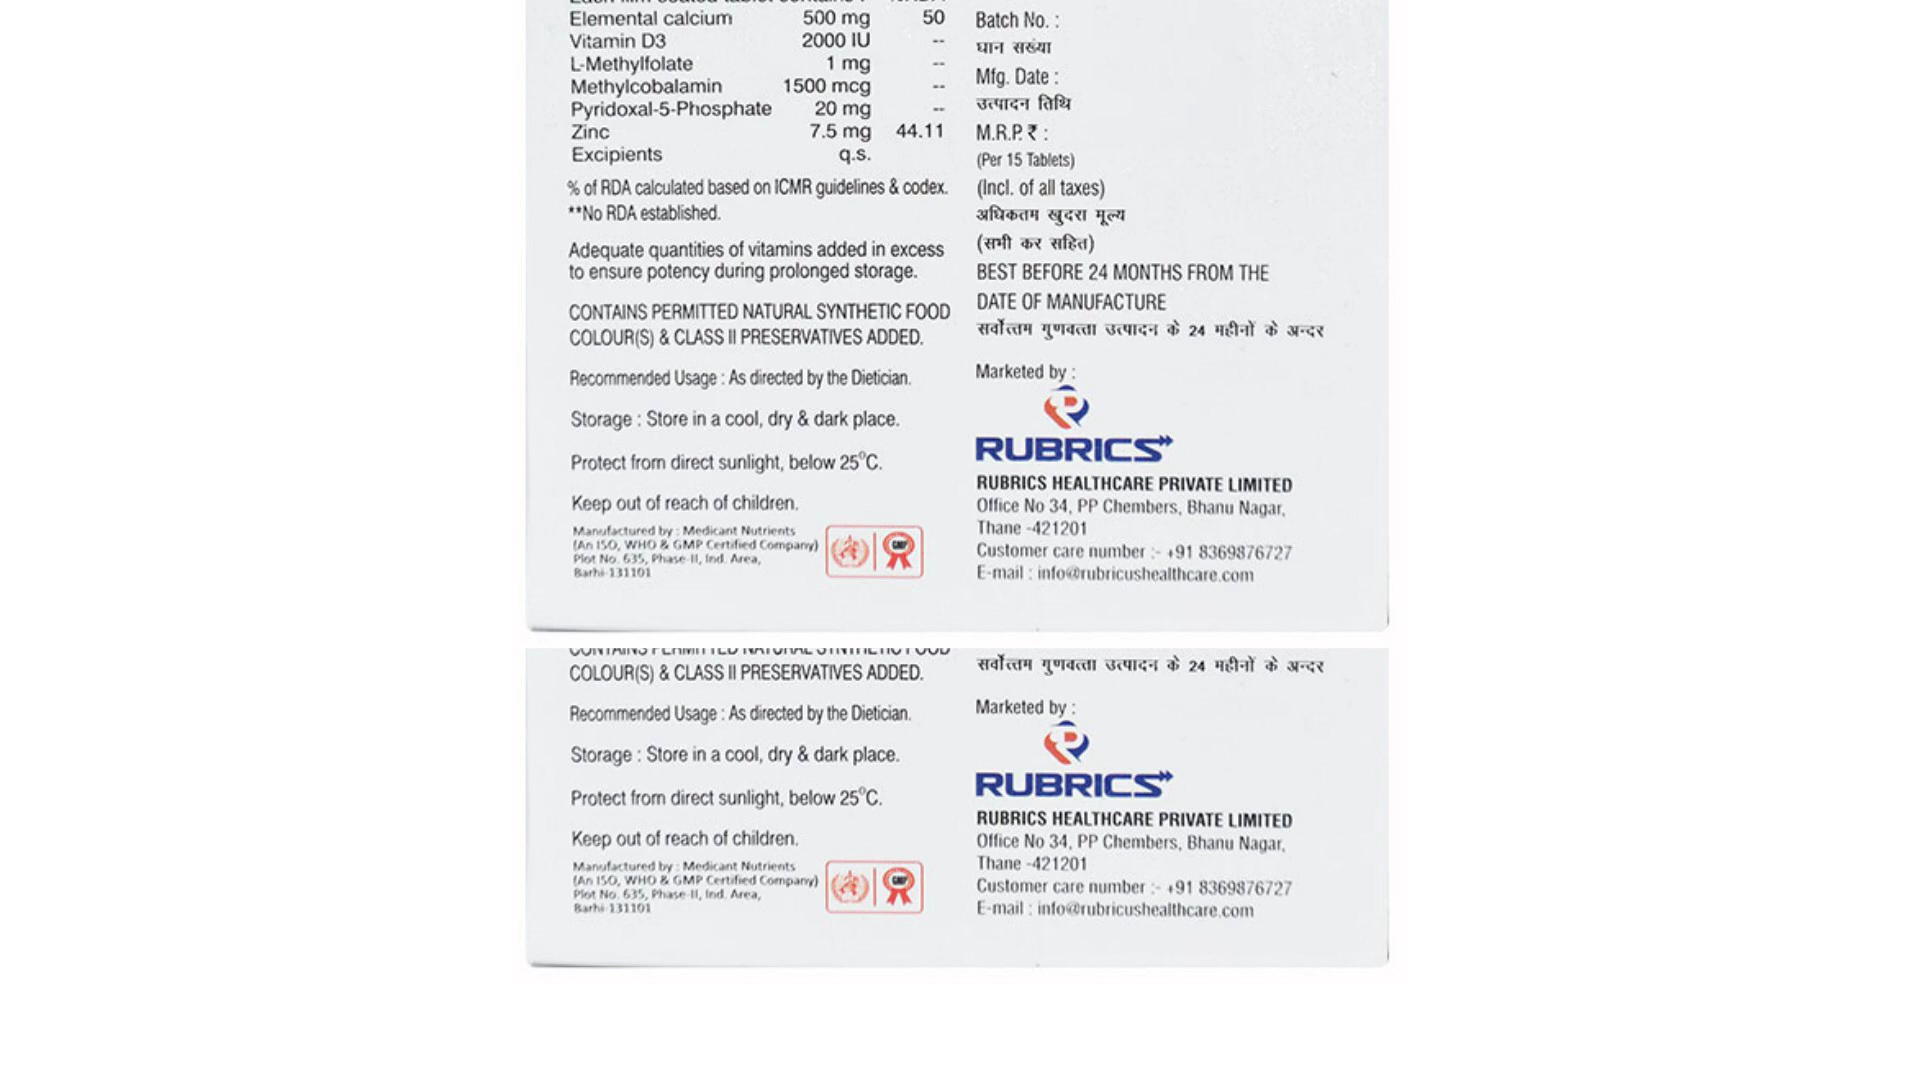 Elemental calcium 500 mg 50
Vitamin D3 2000 IU --
L-Methylfolate 1 mg --
Methylcobalamin 1500 mcg --
Pyridoxal-5-Phosphate 20 mg --
Zinc 7.5 mg 44.11
Excipients q.s.
% of RDA calculated based on ICMR guidelines & codex.
**No RDA established.
Adequate quantities of vitamins added in excess
to ensure potency during prolonged storage.
CONTAINS PERMITTED NATURAL SYNTHETIC FOOD
COLOUR(S) & CLASS II PRESERVATIVES ADDED.
Recommended Usage : As directed by the Dietician.
Storage : Store in a cool, dry & dark place.
Protect from direct sunlight, below 25°C.
Keep out of reach of children.
Manufactured by : Medicant Nutrients
(An ISO, WHO & GMP Certified Company)
Plot No. 635, Phase-II, Ind. Area,
Barhi-131101
GMP
Batch No. :
घान सख्या
Mfg. Date :
उत्पादन तिथि
M.R.P. ₹ :
(Per 15 Tablets)
(Incl. of all taxes)
अधिकतम खुदरा मूल्य
(सभी कर सहित)
BEST BEFORE 24 MONTHS FROM THE
DATE OF MANUFACTURE
सर्वोत्तम गुणवत्ता उत्पादन के 24 महीनों के अन्दर
Marketed by :
RUBRICS
RUBRICS HEALTHCARE PRIVATE LIMITED
Office No 34, PP Chembers, Bhanu Nagar,
Thane -421201
Customer care number :- +91 8369876727
E-mail : info@rubricushealthcare.com
CONTAINS PERMITTED NATURAL SYNTHETIC FOOD
COLOUR(S) & CLASS II PRESERVATIVES ADDED.
Recommended Usage : As directed by the Dietician.
Storage : Store in a cool, dry & dark place.
Protect from direct sunlight, below 25°C.
Keep out of reach of children.
Manufactured by : Medicant Nutrients
(An ISO, WHO & GMP Certified Company)
Plot No. 635, Phase-II, Ind. Area,
Barhi-131101
GMP
सर्वोत्तम गुणवत्ता उत्पादन के 24 महीनों के अन्दर
Marketed by :
RUBRICS
RUBRICS HEALTHCARE PRIVATE LIMITED
Office No 34, PP Chembers, Bhanu Nagar,
Thane -421201
Customer care number :- +91 8369876727
E-mail : info@rubricushealthcare.com